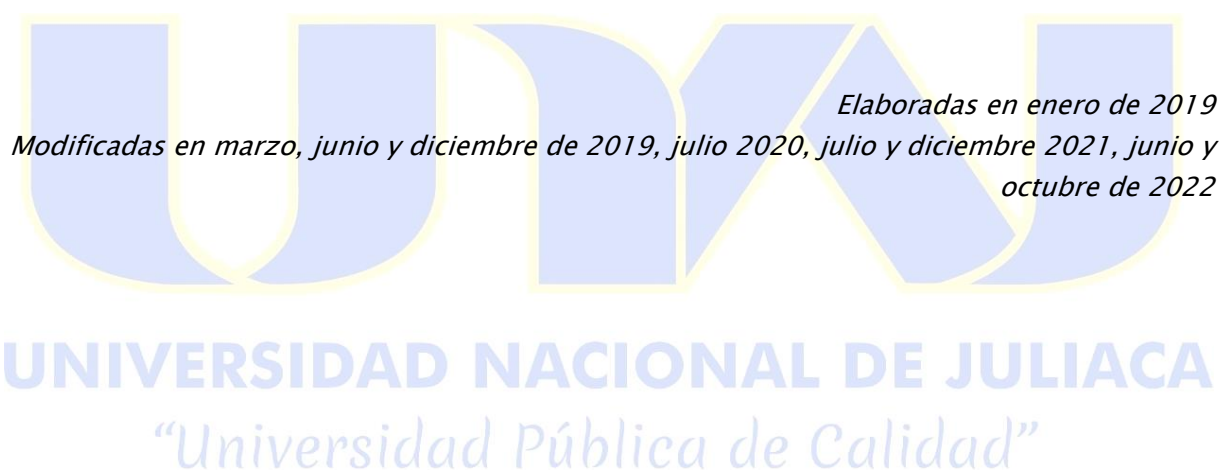 Elaboradas en enero de 2019
Modificadas en marzo, junio y diciembre de 2019, julio 2020, julio y diciembre 2021, junio y
octubre de 2022
UNAJ
UNIVERSIDAD NACIONAL DE JULIACA
“Universidad Pública de Calidad”